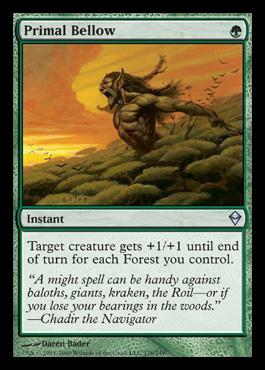 Primal Bellow
Instant
Target creature gets +1/+1 until end
of turn for each Forest you control.
“A might spell can be handy against
baloths, giants, kraken, the Roil—or if
you lose your bearings in the woods.”
—Chadir the Navigator
Daren Bader